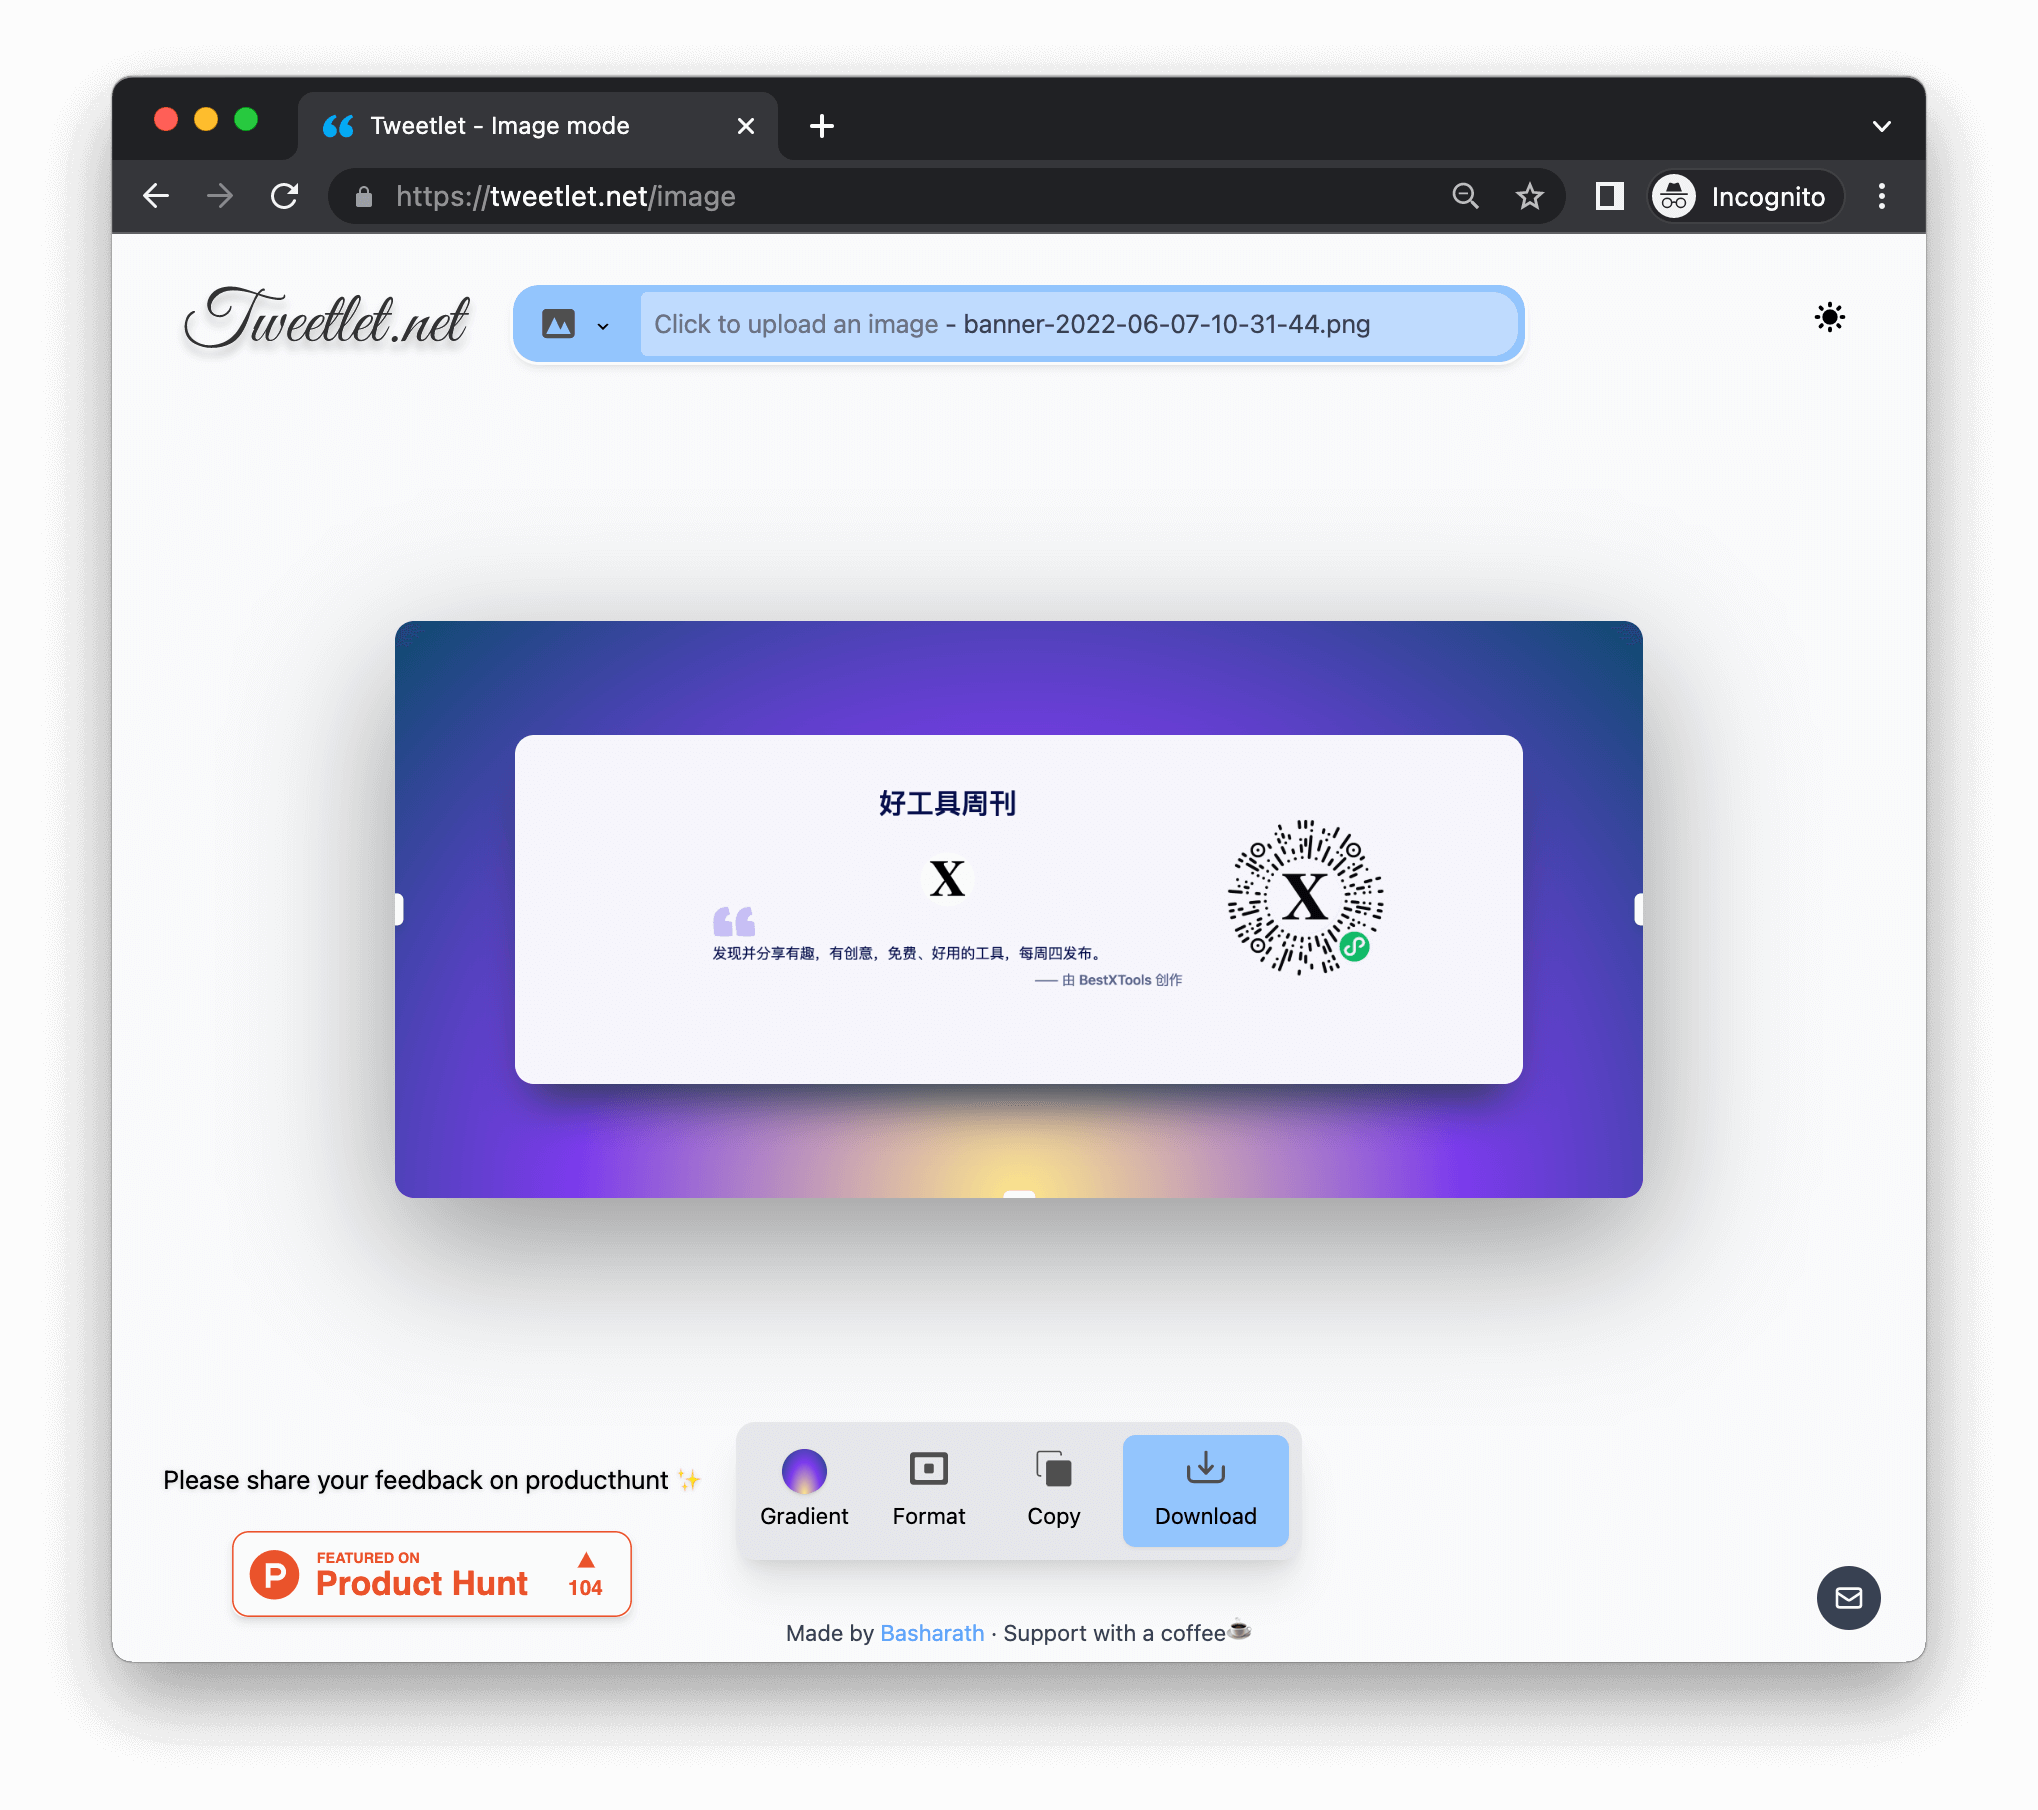 Tweetlet - Image mode
https://tweetlet.net/image
Incognito
Tweetlet.net
Click to upload an image - banner-2022-06-07-10-31-44.png
好工具周刊
X
X
发现并分享有趣，有创意，免费、好用的工具，每周四发布。
—— 由 BestXTools 创作
Please share your feedback on producthunt ✨
Gradient
Format
Copy
Download
P
FEATURED ON
Product Hunt
104
Made by Basharath · Support with a coffee☕